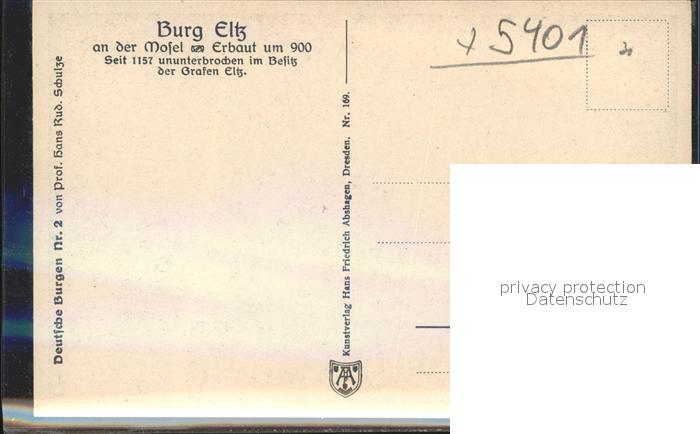 Burg Eltz
an der Mosel Erbaut um 900
Seit 1157 ununterbrochen im Besitz
der Grafen Eltz.
Deutsche Burgen Nr. 2 von Prof. Hans Rud. Schulze
Kunstverlag Hans Friedrich Abshagen, Dresden. Nr. 169.
5401
privacy protection
Datenschutz